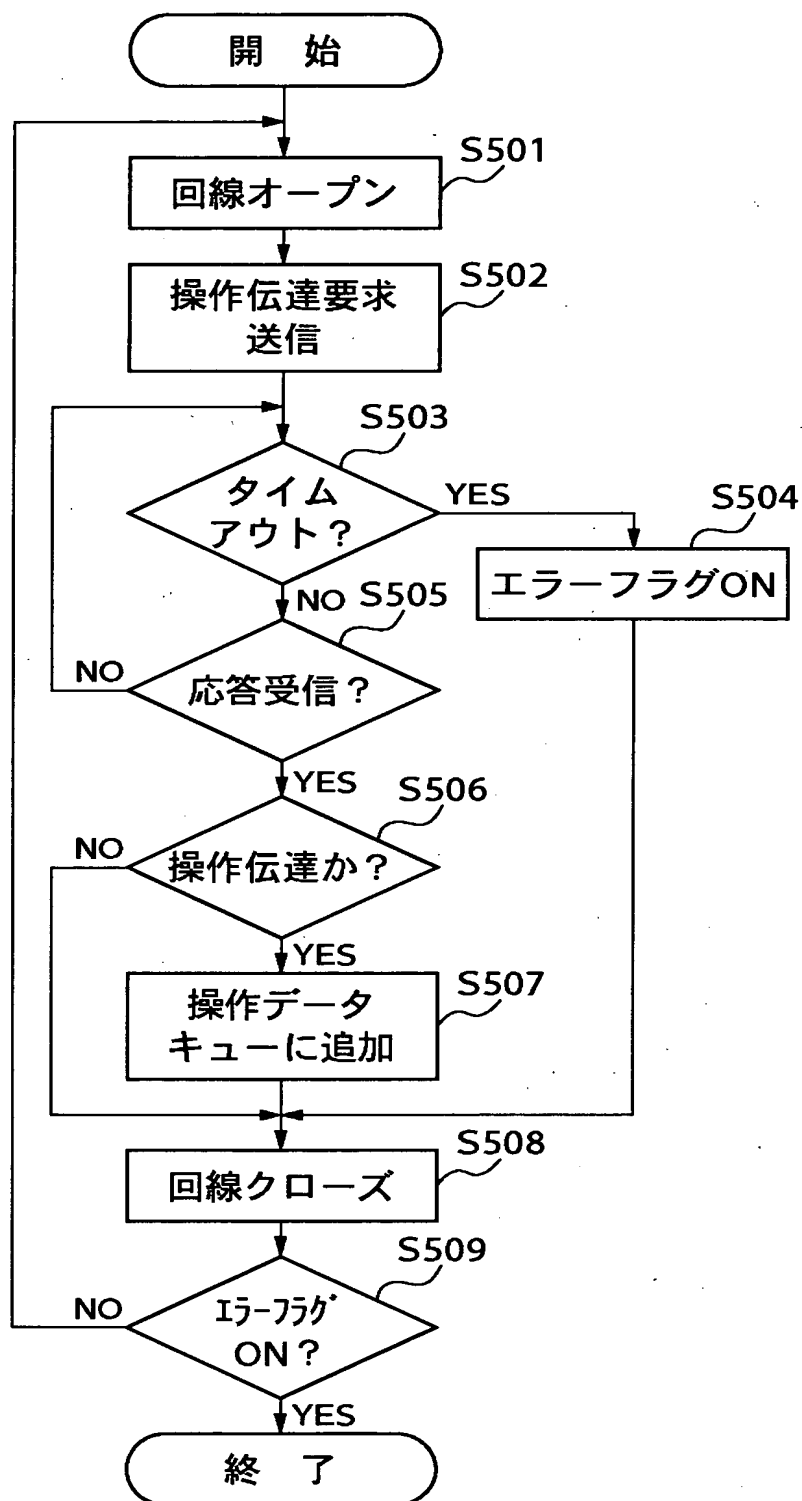 開 始
S501
回線オープン
S502
操作伝達要求
送信
S503
タイム
アウト？
YES
S504
エラーフラグON
NO
S505
NO
応答受信？
YES
S506
NO
操作伝達か？
YES
S507
操作データ
キューに追加
S508
回線クローズ
S509
NO
ｴﾗｰﾌﾗｸﾞ
ON？
YES
終 了